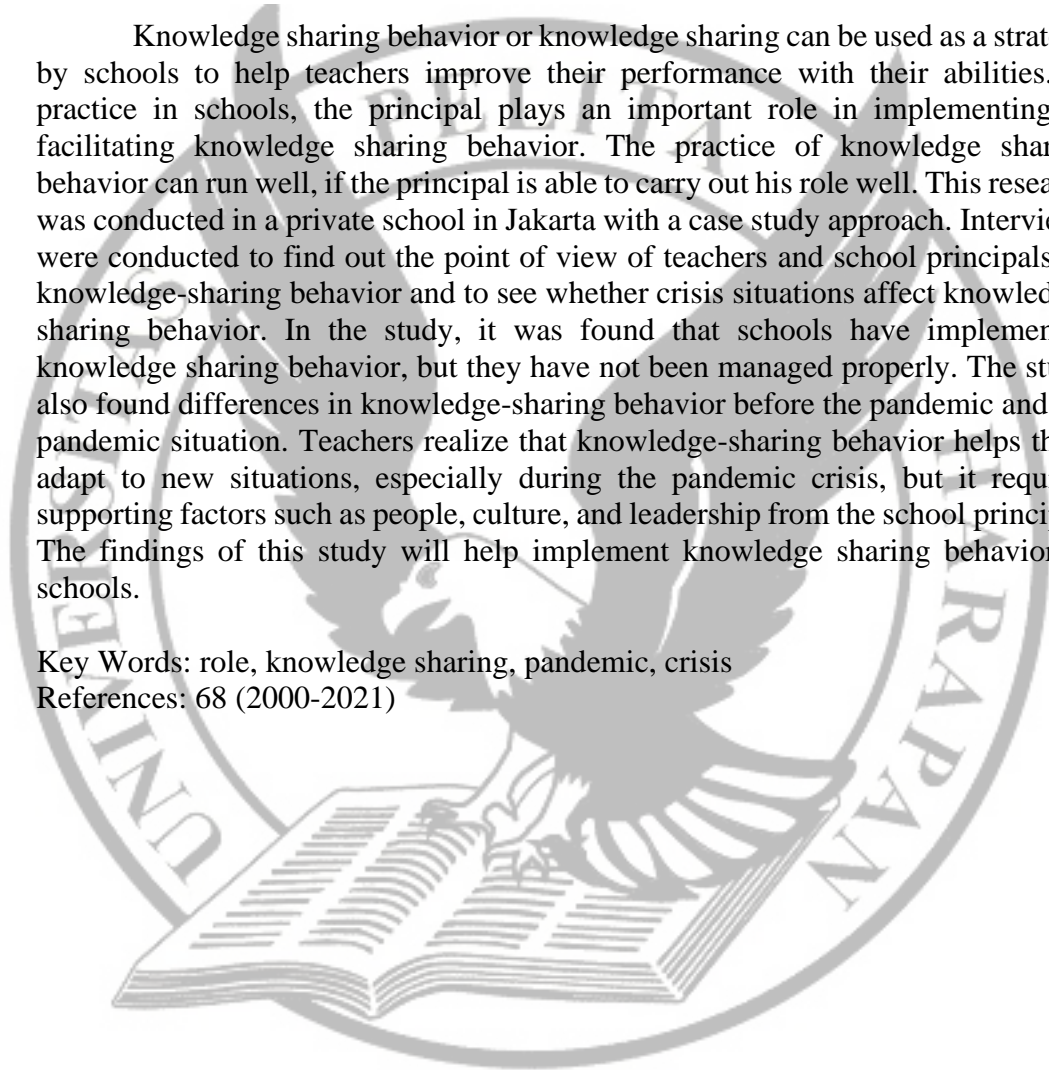 Knowledge sharing behavior or knowledge sharing can be used as a strat
by schools to help teachers improve their performance with their abilities.
practice in schools, the principal plays an important role in implementing
facilitating knowledge sharing behavior. The practice of knowledge shar
behavior can run well, if the principal is able to carry out his role well. This resea
was conducted in a private school in Jakarta with a case study approach. Intervie
were conducted to find out the point of view of teachers and school principals
knowledge-sharing behavior and to see whether crisis situations affect knowled
sharing behavior. In the study, it was found that schools have implemen
knowledge sharing behavior, but they have not been managed properly. The stu
also found differences in knowledge-sharing behavior before the pandemic and
pandemic situation. Teachers realize that knowledge-sharing behavior helps th
adapt to new situations, especially during the pandemic crisis, but it requ
supporting factors such as people, culture, and leadership from the school princip
The findings of this study will help implement knowledge sharing behavior
schools.
Key Words: role, knowledge sharing, pandemic, crisis
References: 68 (2000-2021)
UNIVERSITAS PELITA HARAPAN